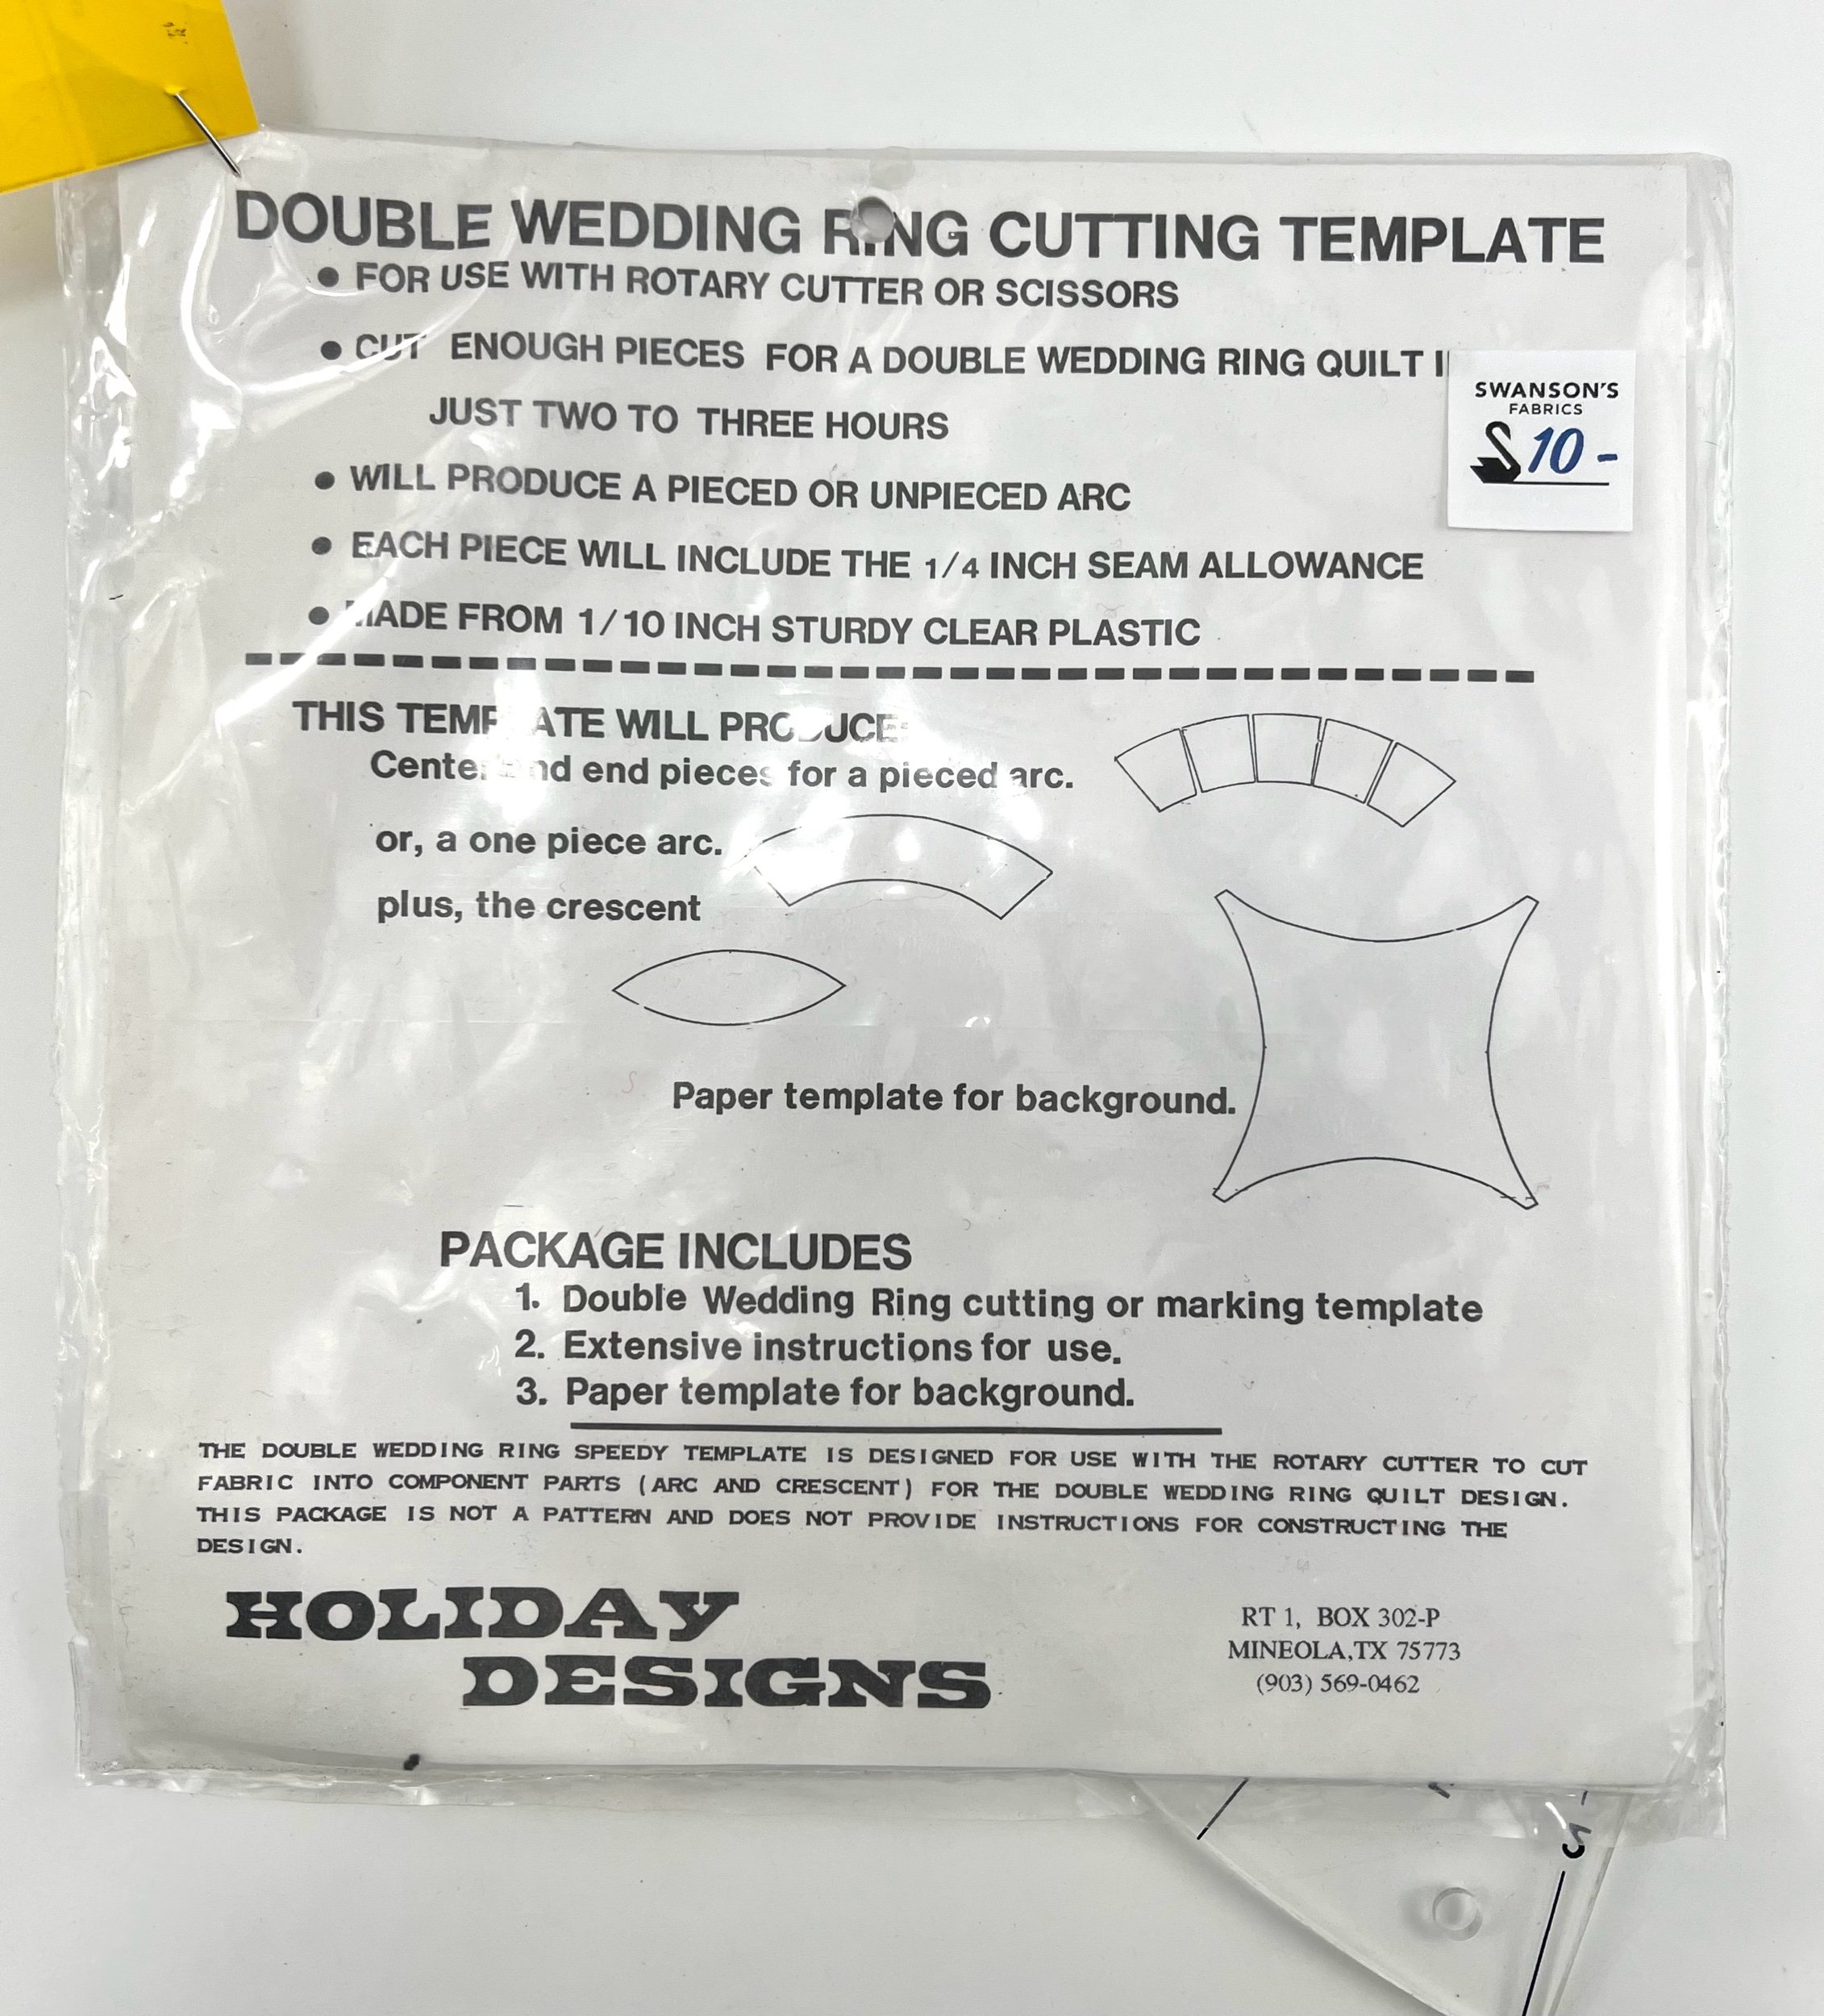 DOUBLE WEDDING RING CUTTING TEMPLATE
● FOR USE WITH ROTARY CUTTER OR SCISSORS
● CUT ENOUGH PIECES FOR A DOUBLE WEDDING RING QUILT
JUST TWO TO THREE HOURS
SWANSON'S
FABRICS
10-
● WILL PRODUCE A PIECED OR UNPIECED ARC
● EACH PIECE WILL INCLUDE THE 1/4 INCH SEAM ALLOWANCE
● MADE FROM 1/10 INCH STURDY CLEAR PLASTIC
THIS TEMPLATE WILL PRODUCE:
Center and end pieces for a pieced arc.
or, a one piece arc.
plus, the crescent
Paper template for background.
PACKAGE INCLUDES
1. Double Wedding Ring cutting or marking template
2. Extensive instructions for use.
3. Paper template for background.
THE DOUBLE WEDDING RING SPEEDY TEMPLATE IS DESIGNED FOR USE WITH THE ROTARY CUTTER TO CUT
FABRIC INTO COMPONENT PARTS (ARC AND CRESCENT) FOR THE DOUBLE WEDDING RING QUILT DESIGN.
THIS PACKAGE IS NOT A PATTERN AND DOES NOT PROVIDE INSTRUCTIONS FOR CONSTRUCTING THE
DESIGN.
HOLIDAY
DESIGNS
RT 1, BOX 302-P
MINEOLA,TX 75773
(903) 569-0462